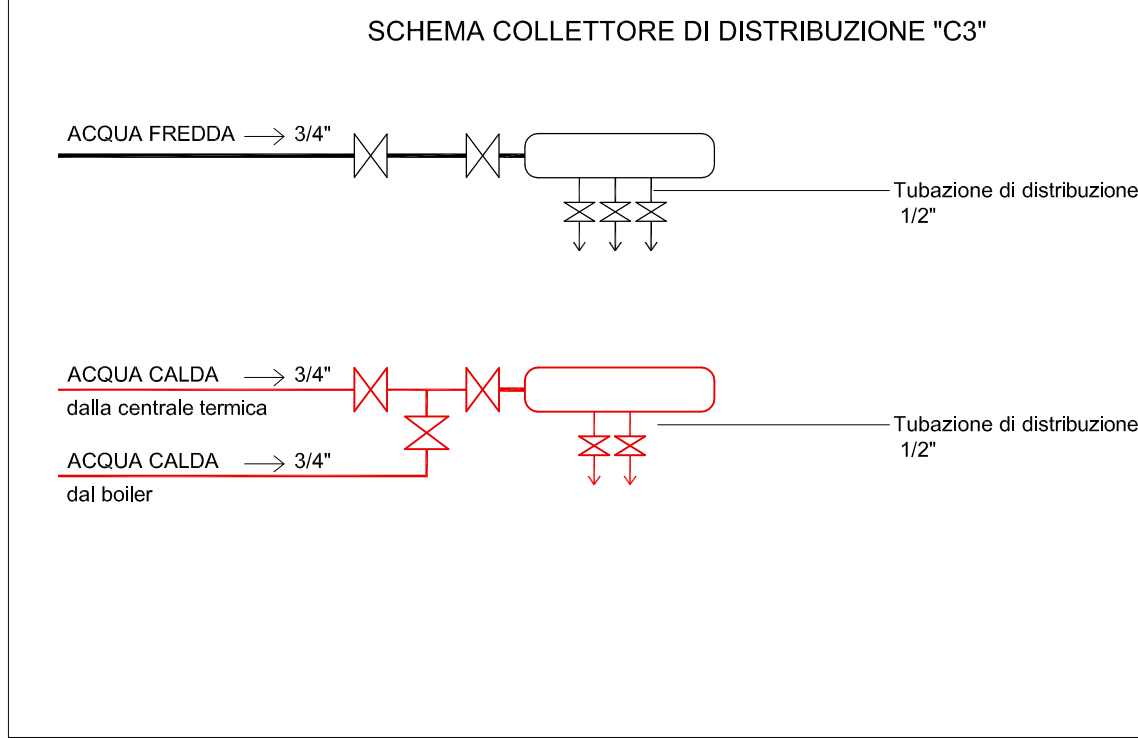 SCHEMA COLLETTORE DI DISTRIBUZIONE "C3"
ACQUA FREDDA → 3/4"
Tubazione di distribuzione
1/2"
ACQUA CALDA → 3/4"
dalla centrale termica
Tubazione di distribuzione
1/2"
ACQUA CALDA → 3/4"
dal boiler